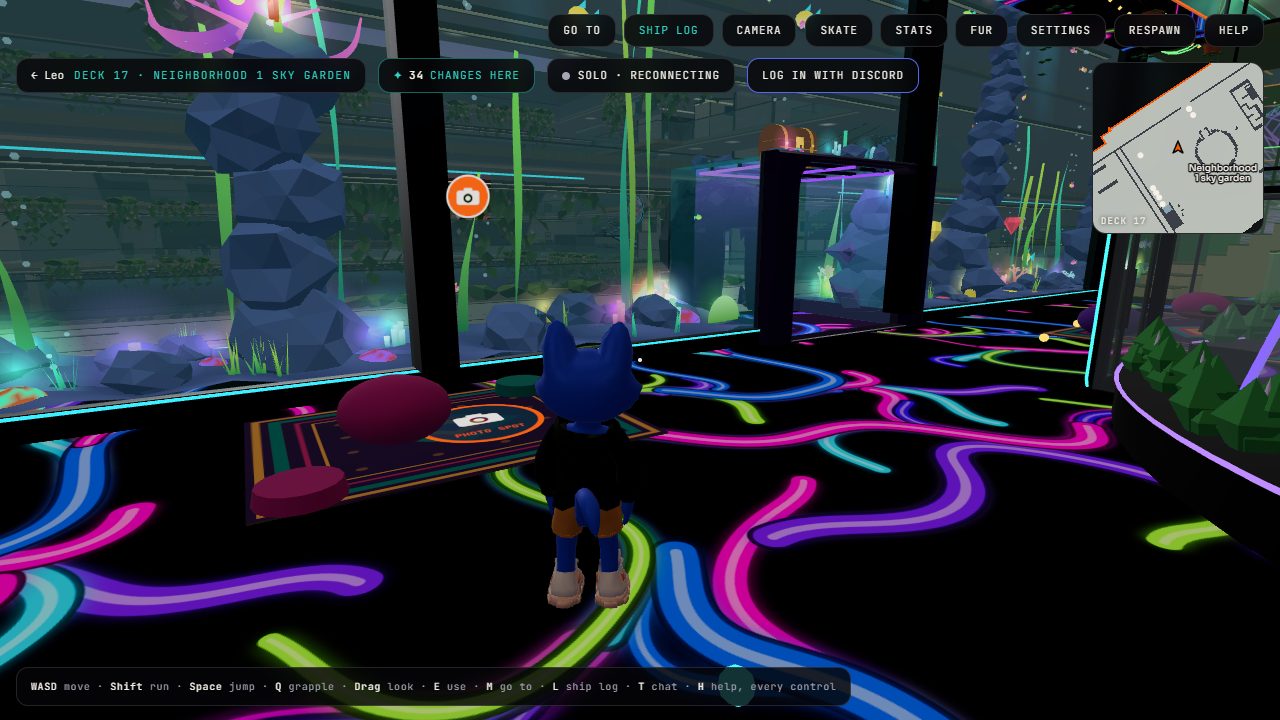 GO TO
SHIP LOG
CAMERA
SKATE
STATS
FUR
SETTINGS
RESPAWN
HELP
← Leo DECK 17 · NEIGHBORHOOD 1 SKY GARDEN
✦ 34 CHANGES HERE
SOLO · RECONNECTING
LOG IN WITH DISCORD
Neighborhood
1 sky garden
DECK 17
PHOTO SPOT
WASD move · Shift run · Space jump · Q grapple · Drag look · E use · M go to · L ship log · T chat · H help, every control